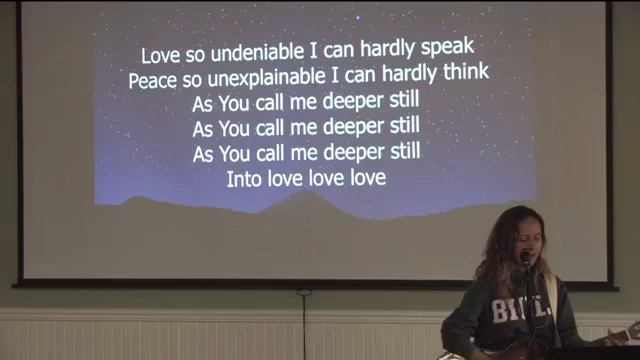 Love so undeniable I can hardly speak
Peace so unexplainable I can hardly think
As You call me deeper still
As You call me deeper still
As You call me deeper still
Into love love love